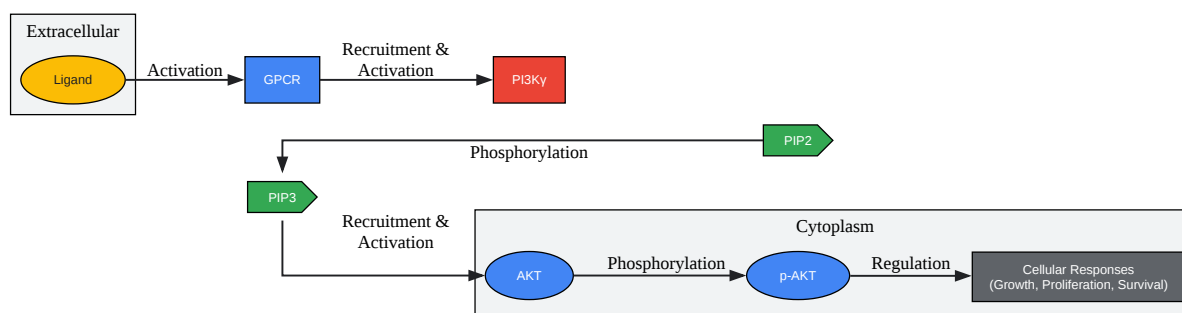 Extracellular
Ligand
Activation
GPCR
Recruitment &
Activation
PI3Kγ
PIP2
Phosphorylation
PIP3
Recruitment &
Activation
Cytoplasm
AKT
Phosphorylation
p-AKT
Regulation
Cellular Responses
(Growth, Proliferation, Survival)